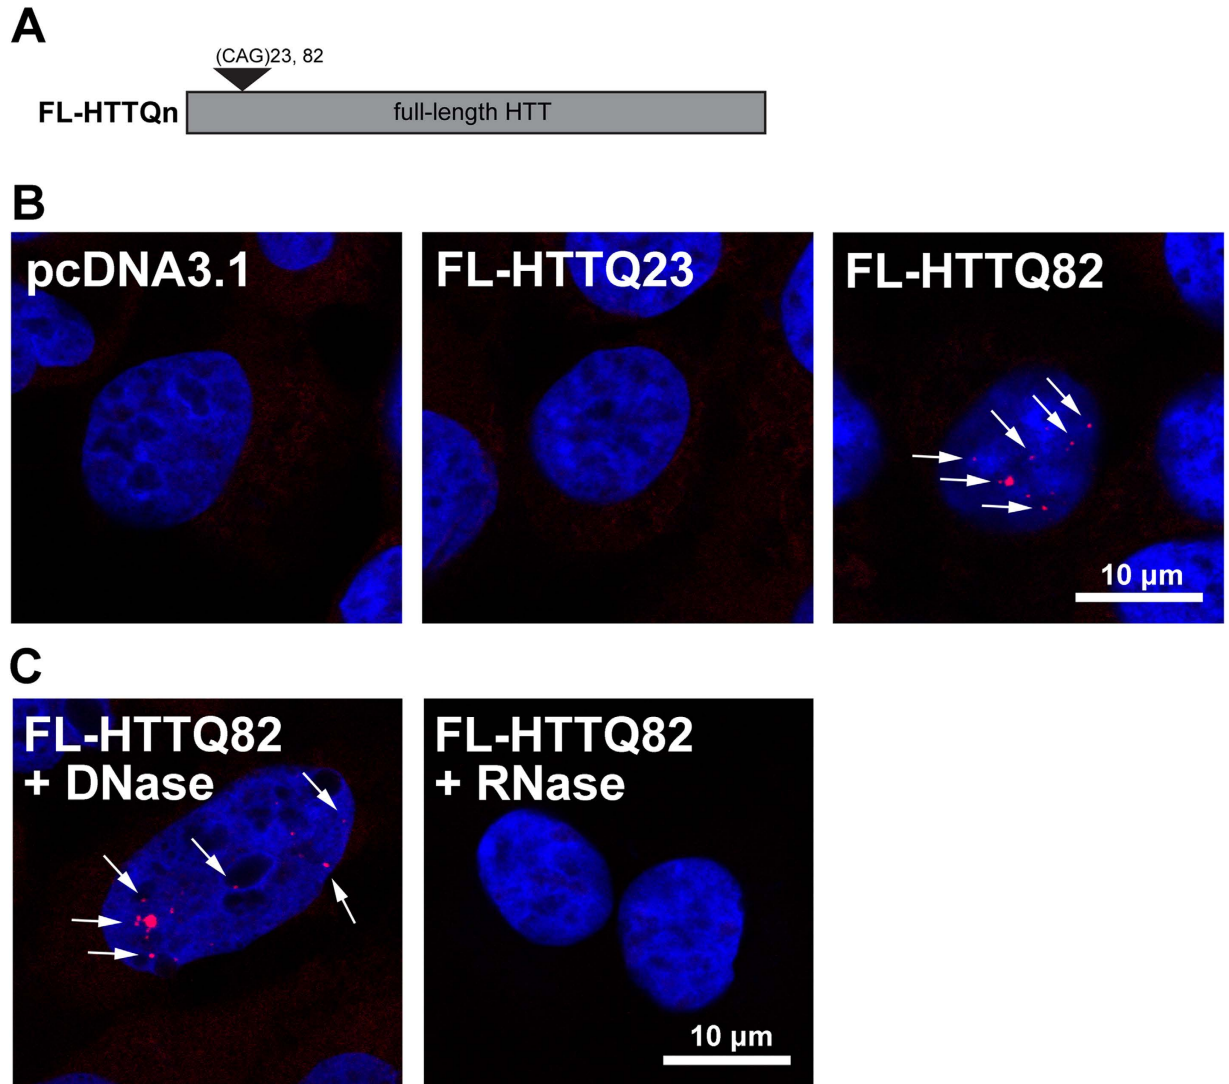 A
(CAG)23, 82
FL-HTTQn
full-length HTT
B
pcDNA3.1
FL-HTTQ23
FL-HTTQ82
10 µm
C
FL-HTTQ82
+ DNase
FL-HTTQ82
+ RNase
10 µm